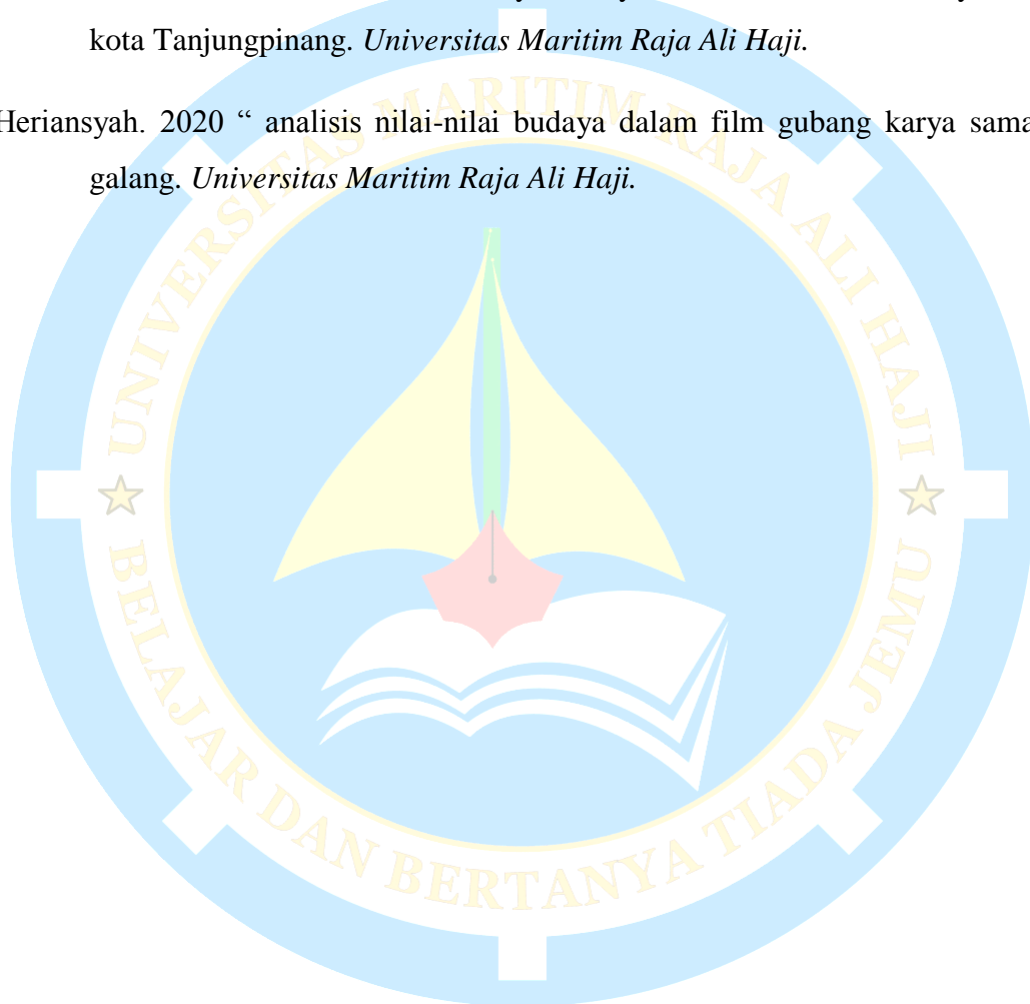 kota Tanjungpinang. Universitas Maritim Raja Ali Haji.
Heriansyah. 2020 “ analisis nilai-nilai budaya dalam film gubang karya sama
galang. Universitas Maritim Raja Ali Haji.
UNIVERSITAS MARITIM RAJA ALI HAJI
BELAJAR DAN BERTANYA TIADA JEMU